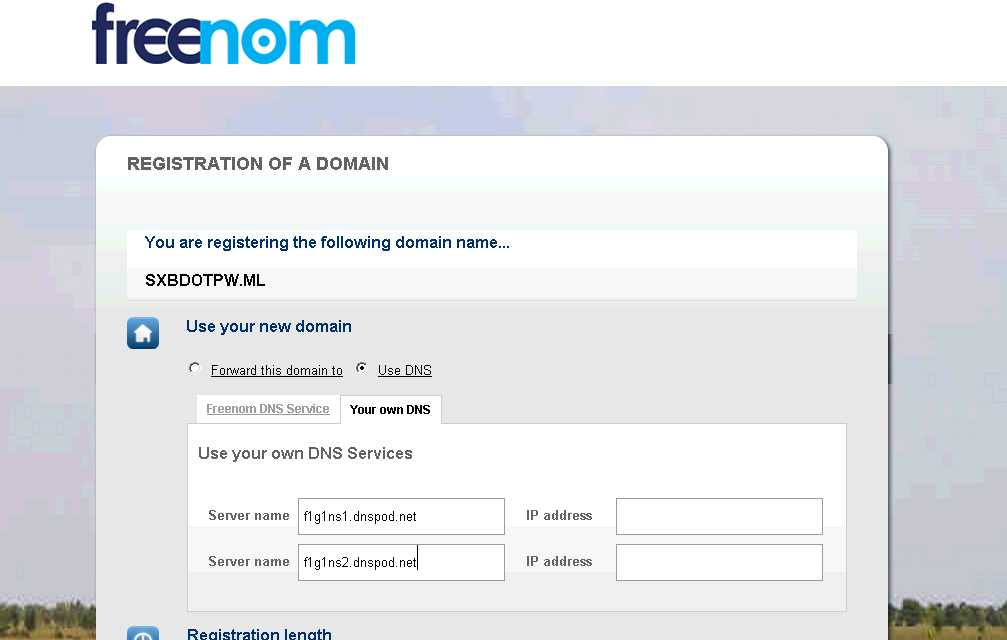 freenom
REGISTRATION OF A DOMAIN
You are registering the following domain name...
SXBDOTPW.ML
Use your new domain
Forward this domain to Use DNS
Freenom DNS Service Your own DNS
Use your own DNS Services
Server name f1g1ns1.dnspod.net IP address
Server name f1g1ns2.dnspod.net IP address
Registration length